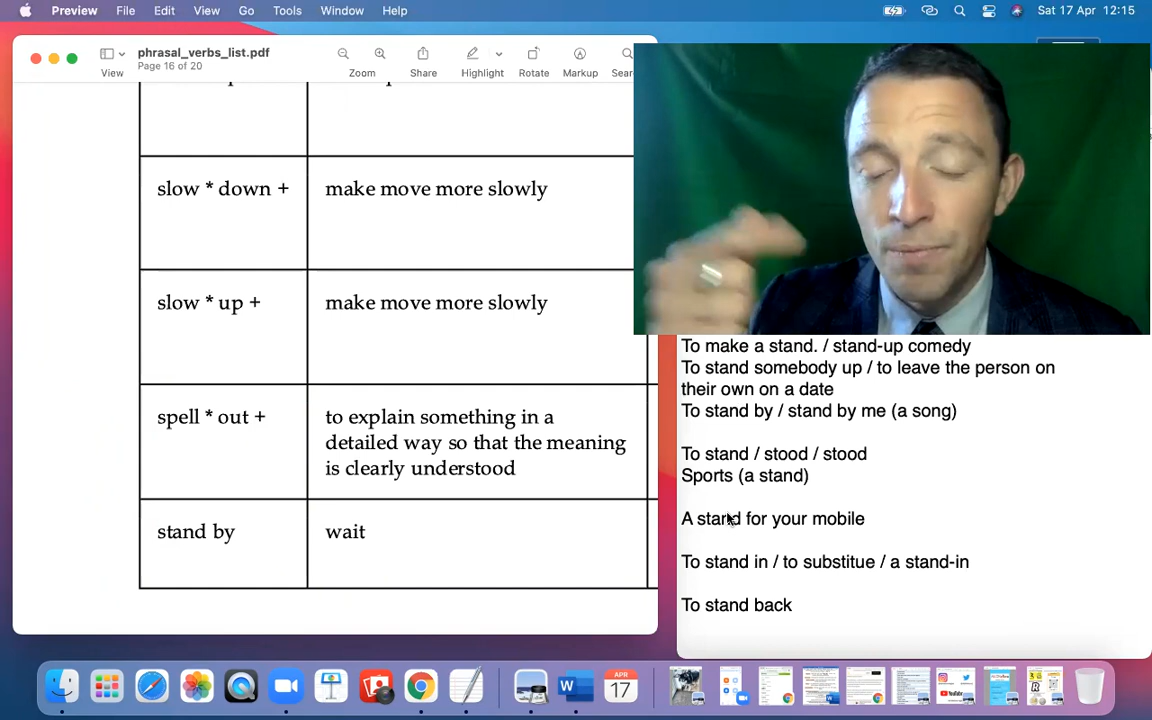 Preview File Edit View Go Tools Window Help Sat 17 Apr 12:15
phrasal_verbs_list.pdf
Page 16 of 20
View Zoom Share Highlight Rotate Markup Sear
slow * down +
make move more slowly
slow * up +
make move more slowly
spell * out +
to explain something in a
detailed way so that the meaning
is clearly understood
stand by
wait
To make a stand. / stand-up comedy
To stand somebody up / to leave the person on
their own on a date
To stand by / stand by me (a song)
To stand / stood / stood
Sports (a stand)
A stand for your mobile
To stand in / to substitue / a stand-in
To stand back
APR
17